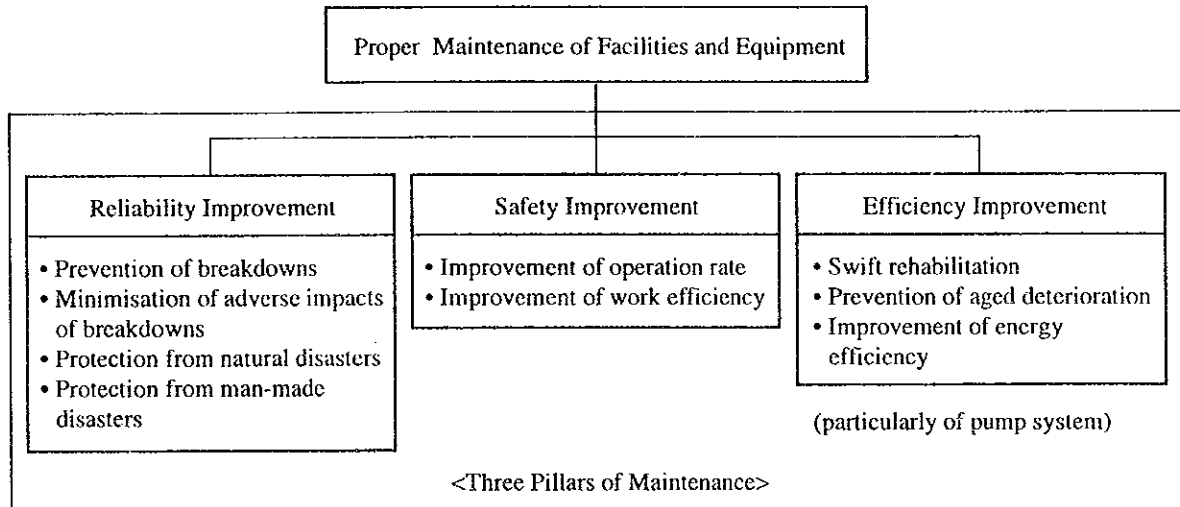 Proper Maintenance of Facilities and Equipment
Reliability Improvement
• Prevention of breakdowns
• Minimisation of adverse impacts
of breakdowns
• Protection from natural disasters
• Protection from man-made
disasters
Safety Improvement
• Improvement of operation rate
• Improvement of work efficiency
Efficiency Improvement
• Swift rehabilitation
• Prevention of aged deterioration
• Improvement of energy
efficiency
(particularly of pump system)
<Three Pillars of Maintenance>